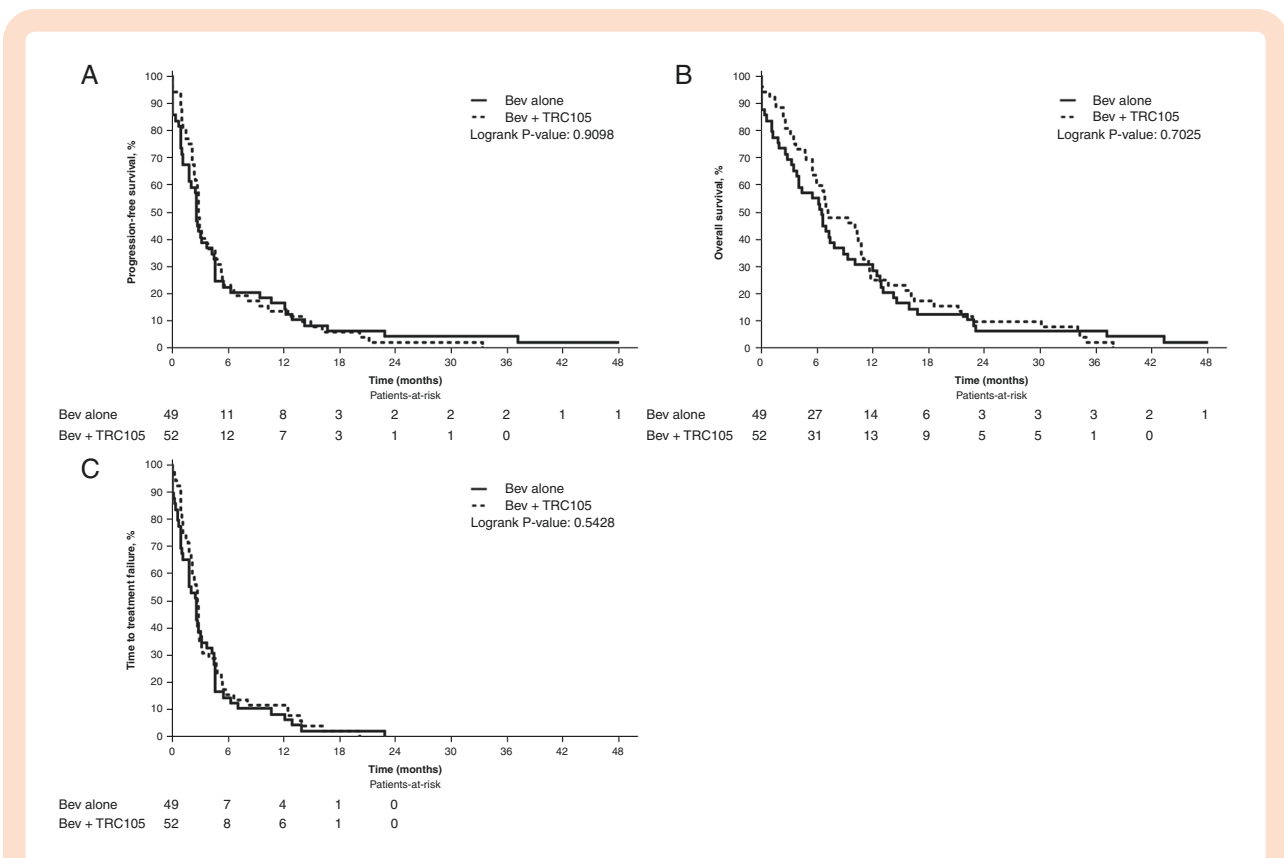 A
Progression-free survival, %
100
90
80
70
60
50
40
30
20
10
0
Bev alone
Bev + TRC105
Logrank P-value: 0.9098
0 6 12 18 24 30 36 42 48
Time (months)
Patients-at-risk
Bev alone 49 11 8 3 2 2 2 1 1
Bev + TRC105 52 12 7 3 1 1 0
B
Overall survival, %
100
90
80
70
60
50
40
30
20
10
0
Bev alone
Bev + TRC105
Logrank P-value: 0.7025
0 6 12 18 24 30 36 42 48
Time (months)
Patients-at-risk
Bev alone 49 27 14 6 3 3 3 2 1
Bev + TRC105 52 31 13 9 5 5 1 0
C
Time to treatment failure, %
100
90
80
70
60
50
40
30
20
10
0
Bev alone
Bev + TRC105
Logrank P-value: 0.5428
0 6 12 18 24 30 36 42 48
Time (months)
Patients-at-risk
Bev alone 49 7 4 1 0
Bev + TRC105 52 8 6 1 0